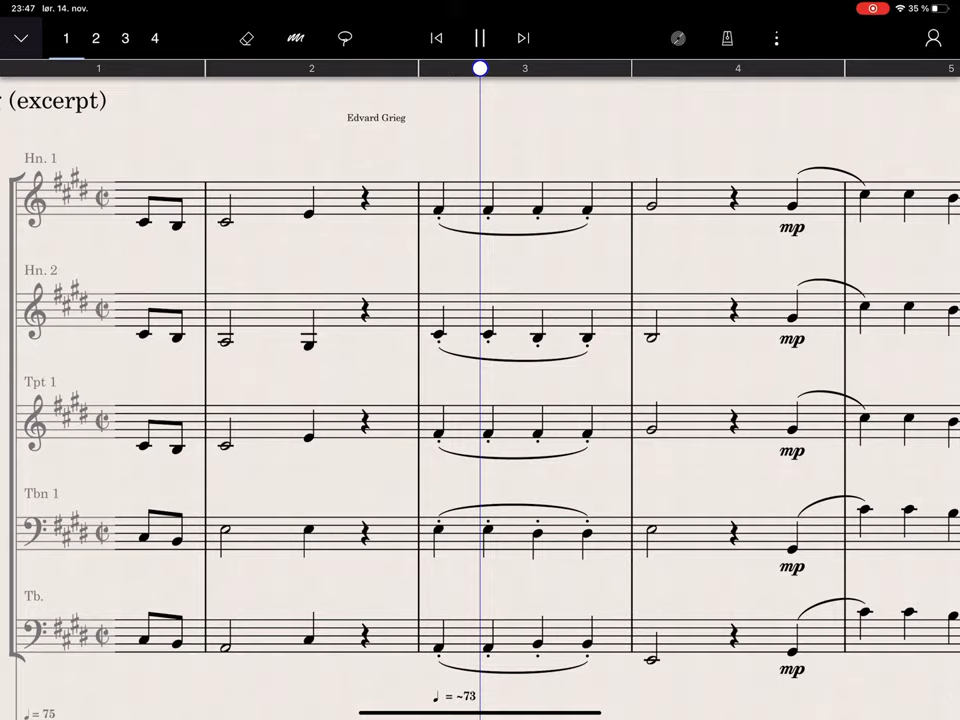 23:47 lør. 14. nov. 35 %
1 2 3 4
1 2 3 4 5
(excerpt)
Edvard Grieg
Hn. 1
mp
Hn. 2
mp
Tpt 1
mp
Tbn 1
mp
Tb.
mp
♩ = ~73
♩ = 75